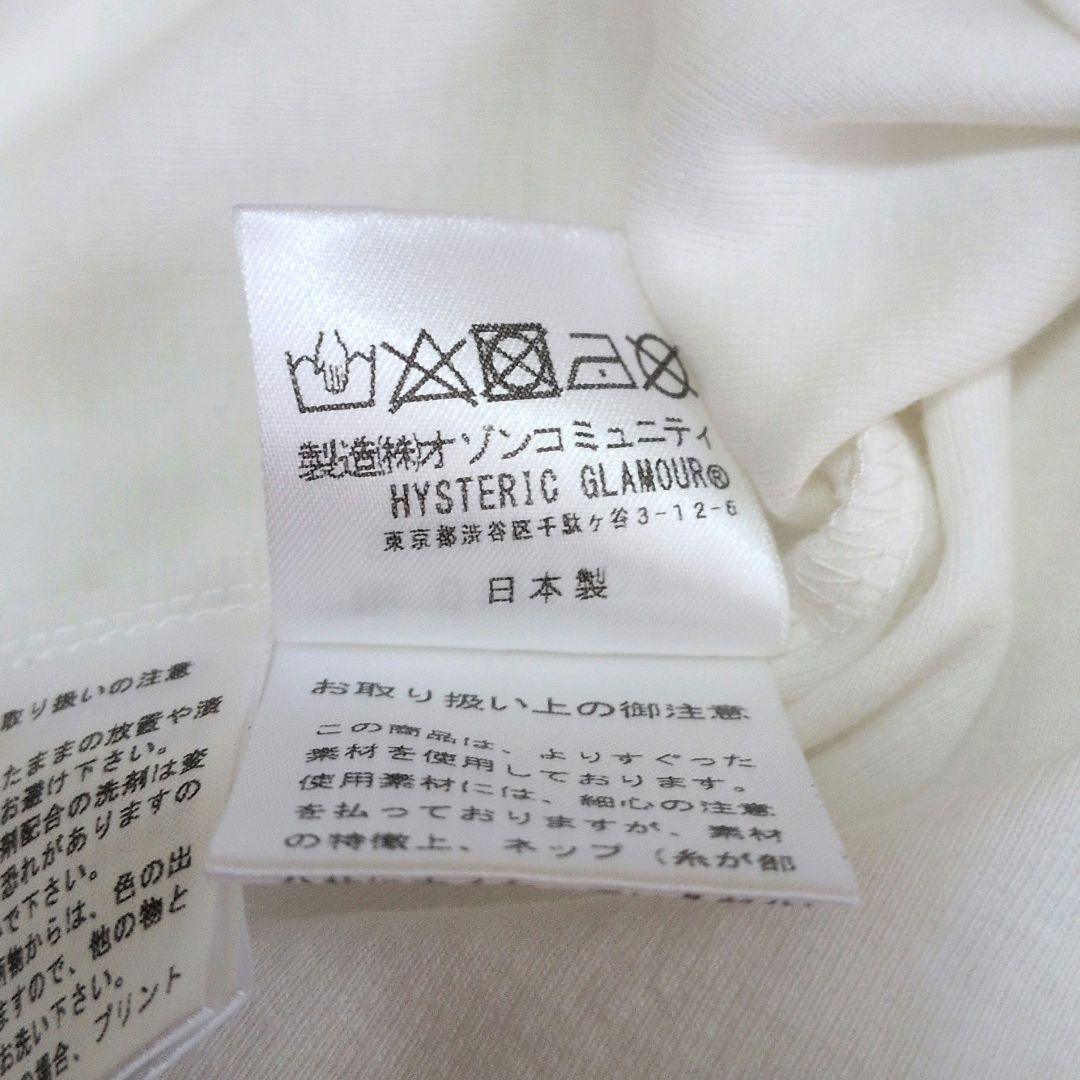 製造(株)オゾンコミュニティ
HYSTERIC GLAMOUR®
東京都渋谷区千駄ヶ谷3-12-6
日本製
お取り扱い上の御注意
この商品は、よりすぐった
素材を使用しております。
使用素材には、細心の注意
を払っておりますが、素材
の特徴上、ネップ（糸が部
取り扱いの注意
たままの放置や浸
お避け下さい。
剤配合の洗剤は変
恐れがありますの
で下さい。
物からは、色の出
ますので、他の物と
お洗い下さい。
の場合、プリント